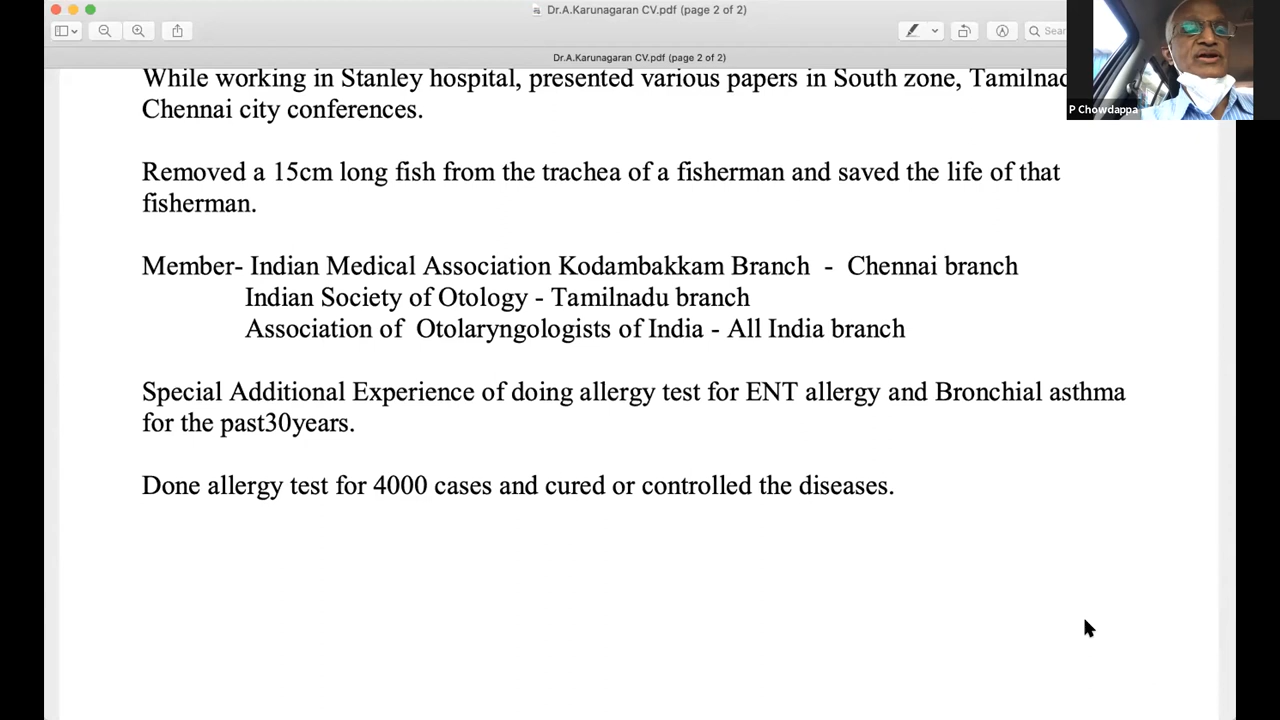 Dr.A.Karunagaran CV.pdf (page 2 of 2)
Dr.A.Karunagaran CV.pdf (page 2 of 2)
While working in Stanley hospital, presented various papers in South zone,
Chennai city conferences.
Removed a 15cm long fish from the trachea of a fisherman and saved the life of that
fisherman.
Member- Indian Medical Association Kodambakkam Branch - Chennai branch
Indian Society of Otology - Tamilnadu branch
Association of Otolaryngologists of India - All India branch
Special Additional Experience of doing allergy test for ENT allergy and Bronchial asthma
for the past30years.
Done allergy test for 4000 cases and cured or controlled the diseases.
P Chowdappa